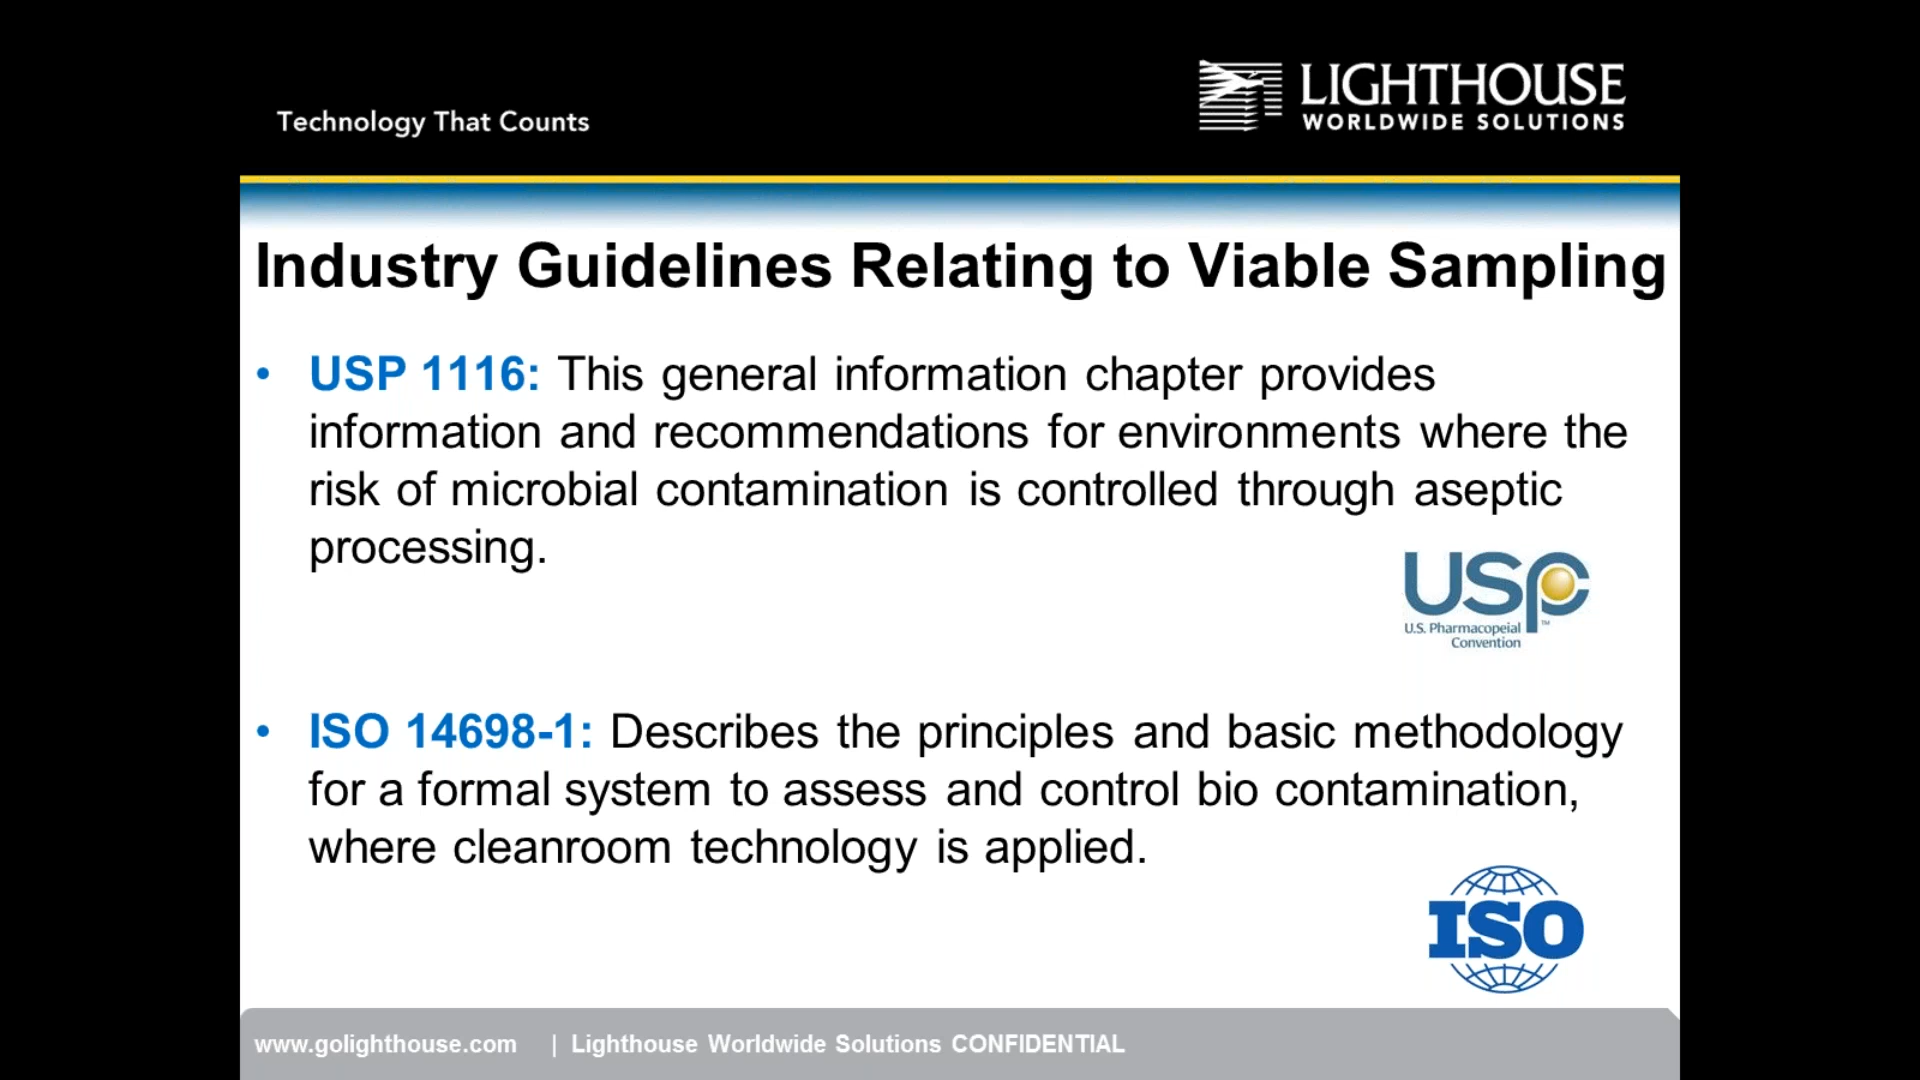 Technology That Counts
LIGHTHOUSE
WORLDWIDE SOLUTIONS
Industry Guidelines Relating to Viable Sampling
• USP 1116: This general information chapter provides
information and recommendations for environments where the
risk of microbial contamination is controlled through aseptic
processing.
USP
U.S. Pharmacopeial ™
Convention
• ISO 14698-1: Describes the principles and basic methodology
for a formal system to assess and control bio contamination,
where cleanroom technology is applied.
ISO
www.golighthouse.com | Lighthouse Worldwide Solutions CONFIDENTIAL